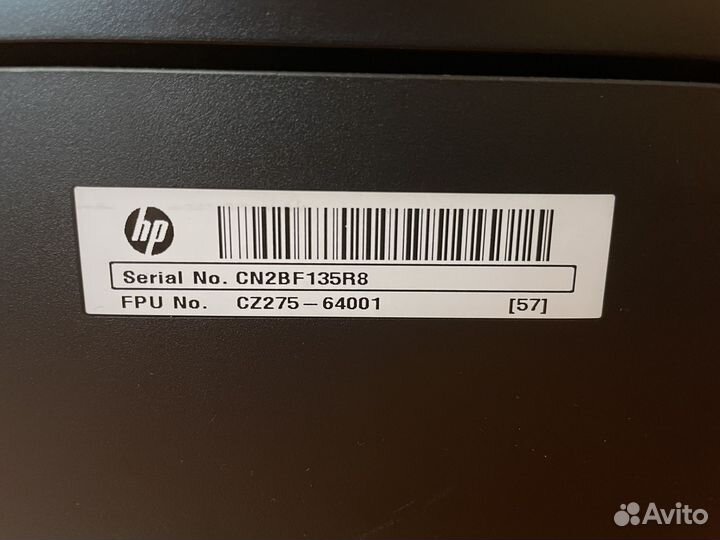 hp
Serial No. CN2BF135R8
FPU No. CZ275-64001 [57]
Avito